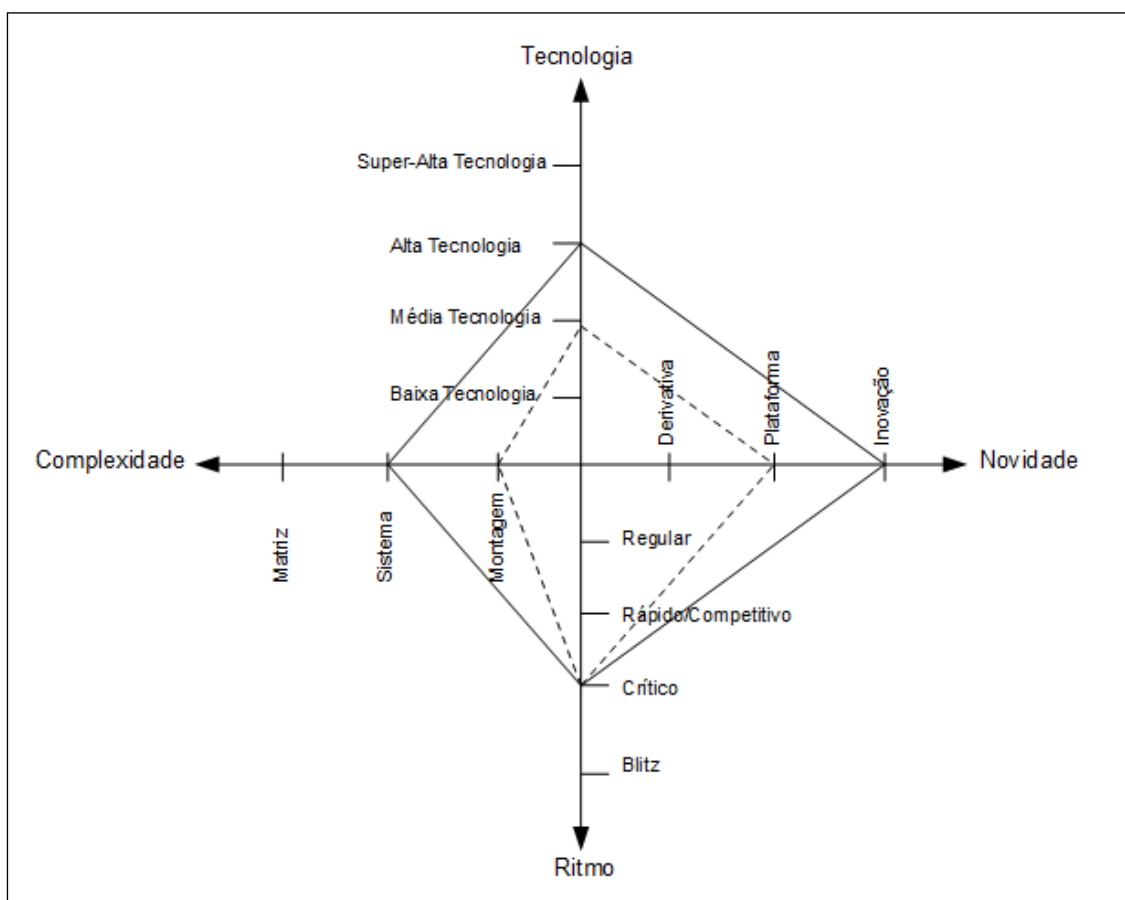 Tecnologia
Super-Alta Tecnologia
Alta Tecnologia
Média Tecnologia
Baixa Tecnologia
Derivativa
Plataforma
Inovação
Complexidade
Novidade
Matriz
Sistema
Montagem
Regular
Rápido/Competitivo
Crítico
Blitz
Ritmo